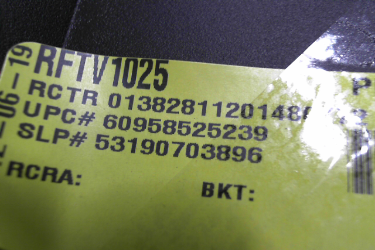 RFTV1025
RCTR 0138281120148
UPC# 60958525239
SLP# 53190703896
RCRA:
BKT:
06-19
P